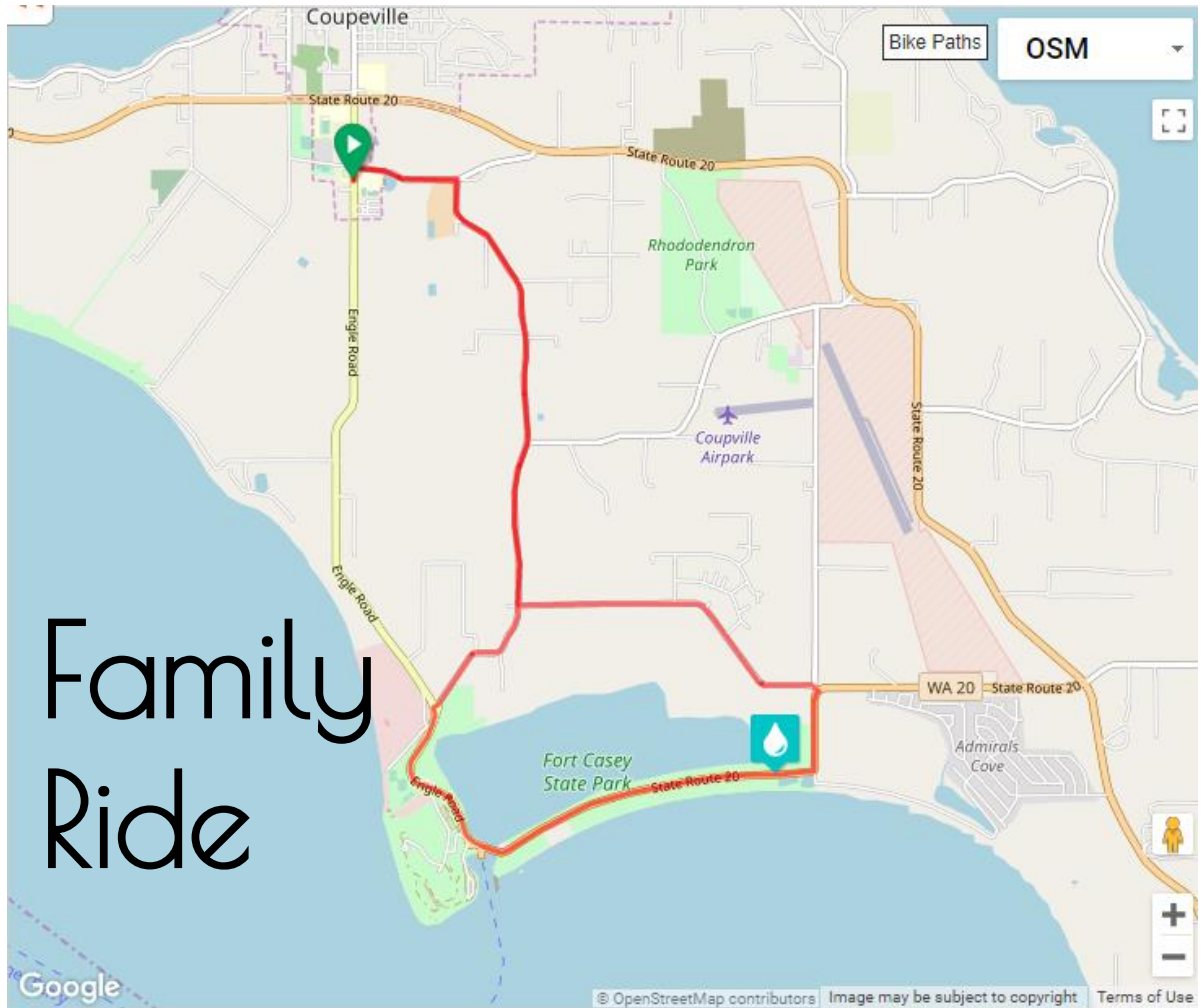 Coupeville
Bike Paths
OSM
State Route 20
State Route 20
Rhododendron
Park
Engle Road
Coupville
Airpark
State Route 20
Engle Road
Family
Ride
WA 20
State Route 20
Admirals
Cove
Fort Casey
State Park
State Route 20
Engle Road
Google
© OpenStreetMap contributors
Image may be subject to copyright
Terms of Use